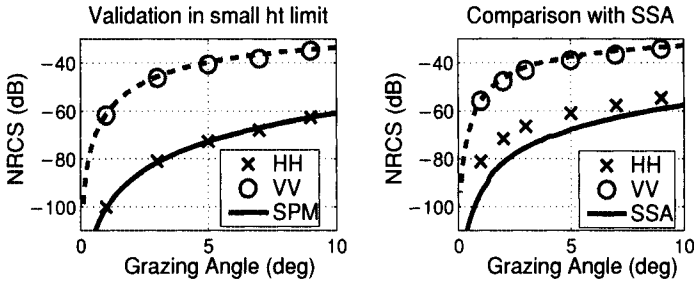 Validation in small ht limit
NRCS (dB)
−40
−60
−80
−100
HH
VV
SPM
0
5
10
Grazing Angle (deg)
Comparison with SSA
NRCS (dB)
−40
−60
−80
−100
HH
VV
SSA
0
5
10
Grazing Angle (deg)